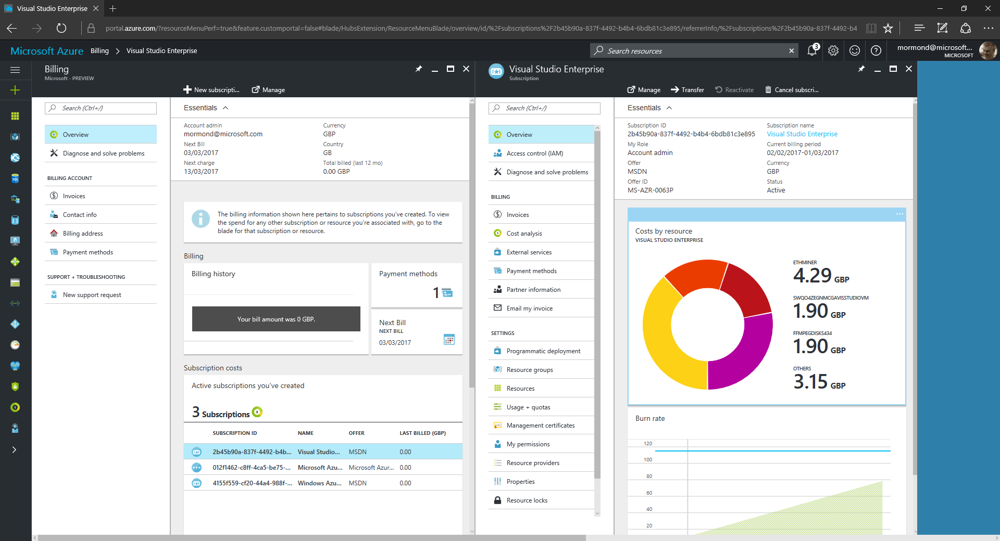 Visual Studio Enterprise
portal.azure.com/?resourceMenuPerf=true&feature.customportal=false#blade/HubsExtension/ResourceMenuBlade/overview/id/%2Fsubscriptions%2F2b45b90a-837f-4492-b4b4-6bdb81c3e895/referrerInfo/%2Fsubscriptions%2F2b45b90a-837f-4492-b4
Microsoft Azure Billing > Visual Studio Enterprise
Search resources
3
mormond@microsoft...
MICROSOFT
Billing
Microsoft - PREVIEW
New subscripti...
Manage
Search (Ctrl+/)
Overview
Diagnose and solve problems
BILLING ACCOUNT
Invoices
Contact info
Billing address
Payment methods
SUPPORT + TROUBLESHOOTING
New support request
Essentials
Account admin
mormond@microsoft.com
Currency
GBP
Next Bill
03/03/2017
Country
GB
Next charge
13/03/2017
Total billed (last 12 mo)
0.00 GBP
The billing information shown here pertains to subscriptions you've created. To view
the spend for any other subscription or resource you're associated with, go to the
blade for that subscription or resource.
Billing
Billing history
Your bill amount was 0 GBP.
Payment methods
1
Next Bill
NEXT BILL
03/03/2017
Subscription costs
Active subscriptions you've created
3 Subscriptions
SUBSCRIPTION ID NAME OFFER LAST BILLED (GBP)
2b45b90a-837f-4492-b4b... Visual Studio... MSDN 0.00
012f1462-c8ff-4ca5-be75-... Microsoft Azu... Microsoft Azur... 0.00
4155f559-cf20-44a4-988f-... Windows Azu... MSDN 0.00
Visual Studio Enterprise
Subscription
Manage
Transfer
Reactivate
Cancel subscri...
Search (Ctrl+/)
Overview
Access control (IAM)
Diagnose and solve problems
BILLING
Invoices
Cost analysis
External services
Payment methods
Partner information
Email my invoice
SETTINGS
Programmatic deployment
Resource groups
Resources
Usage + quotas
Management certificates
My permissions
Resource providers
Properties
Resource locks
Essentials
Subscription ID
2b45b90a-837f-4492-b4b4-6bdb81c3e895
Subscription name
Visual Studio Enterprise
My Role
Account admin
Current billing period
02/02/2017-01/03/2017
Offer
MSDN
Currency
GBP
Offer ID
MS-AZR-0063P
Status
Active
Costs by resource
VISUAL STUDIO ENTERPRISE
ETHMINER
4.29 GBP
SWQO4ZEGNMCGAVISSTUDIOVM
1.90 GBP
FFMPEGDISKS434
1.90 GBP
OTHERS
3.15 GBP
Burn rate
120
100
80
60
40
20